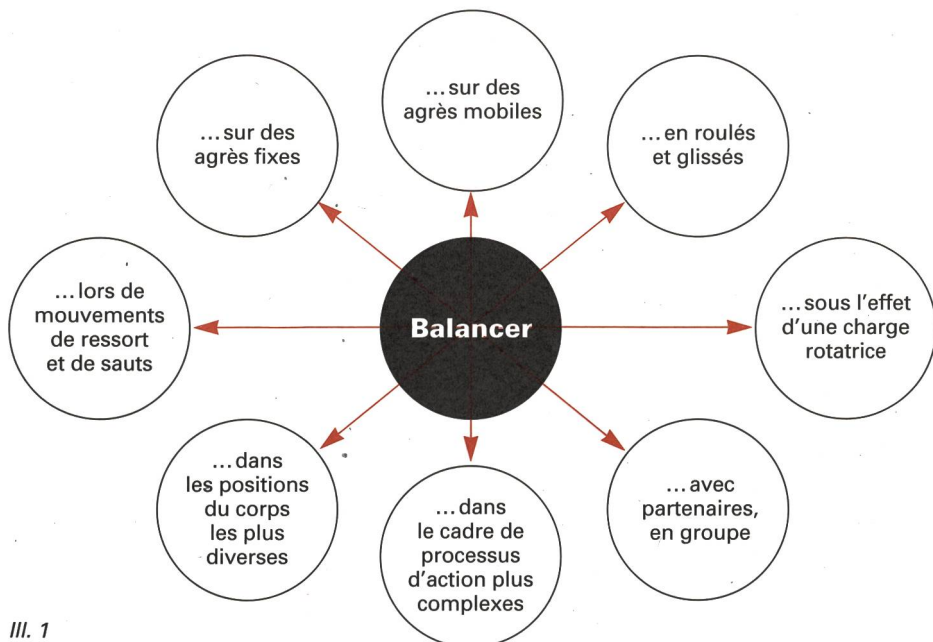 ...sur des
agrès mobiles
...sur des
agrès fixes
...en roulés
et glissés
...lors de
mouvements
de ressort
et de sauts
Balancer
...sous l'effet
d'une charge
rotatrice
...dans
les positions
du corps
les plus
diverses
...dans
le cadre de
processus
d'action plus
complexes
...avec
partenaires,
en groupe
Ill. 1